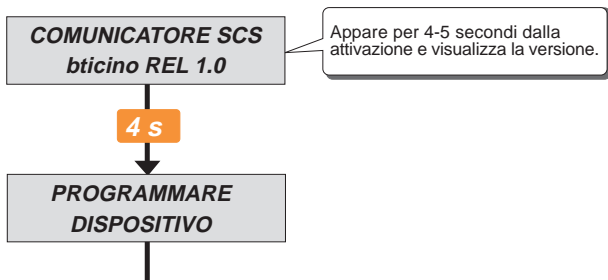 COMUNICATORE SCS
bticino REL 1.0
Appare per 4-5 secondi dalla
attivazione e visualizza la versione.
4 s
PROGRAMMARE
DISPOSITIVO